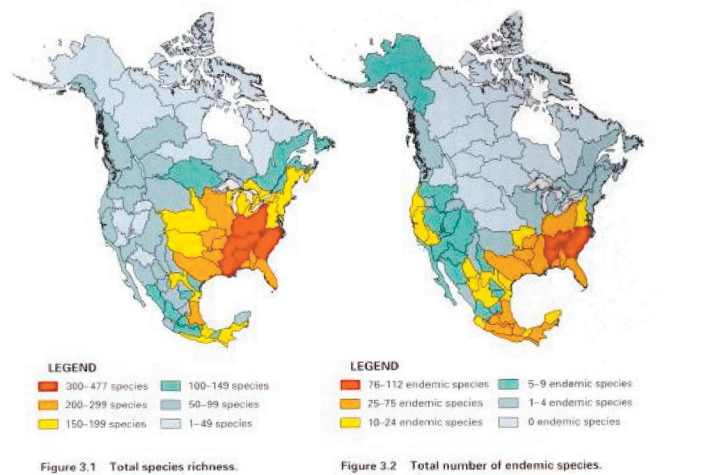 LEGEND
300–477 species
200–299 species
150–199 species
100–149 species
50–99 species
1–49 species
Figure 3.1 Total species richness.
LEGEND
76–112 endemic species
25–75 endemic species
10–24 endemic species
5–9 endemic species
1–4 endemic species
0 endemic species
Figure 3.2 Total number of endemic species.